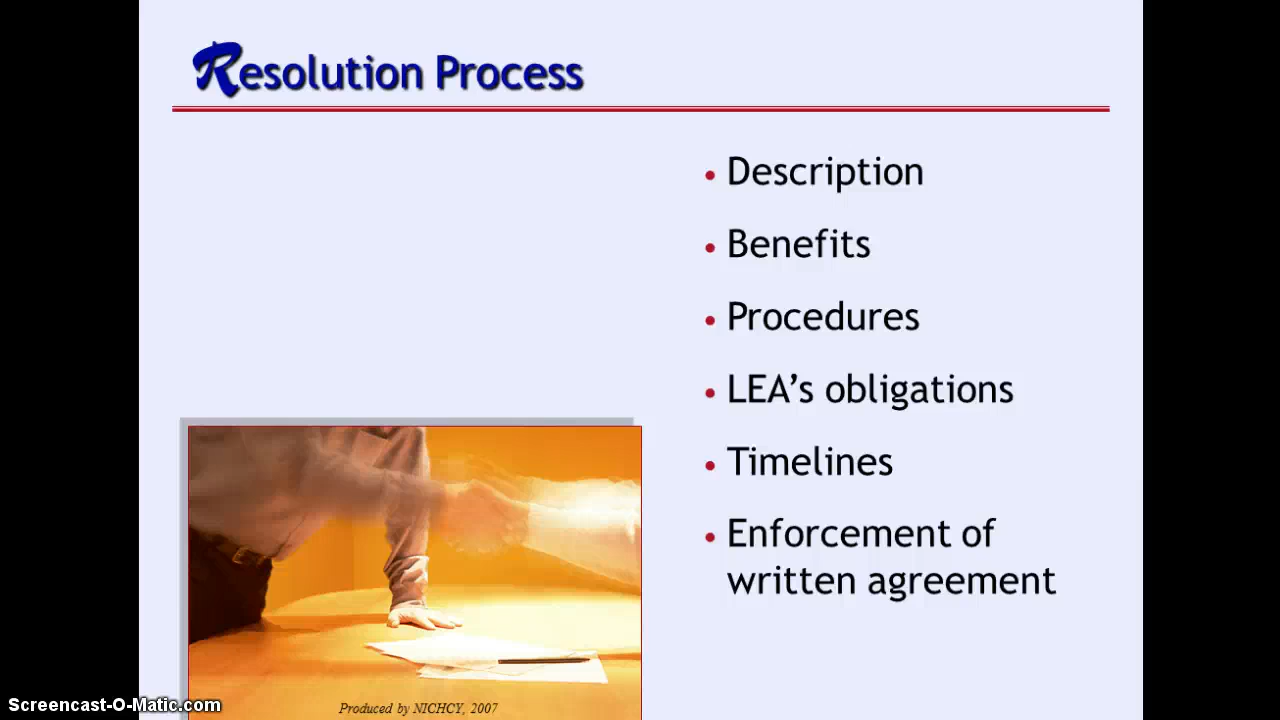 Resolution Process
• Description
• Benefits
• Procedures
• LEA’s obligations
• Timelines
• Enforcement of
written agreement
Produced by NICHCY, 2007
Screencast-O-Matic.com